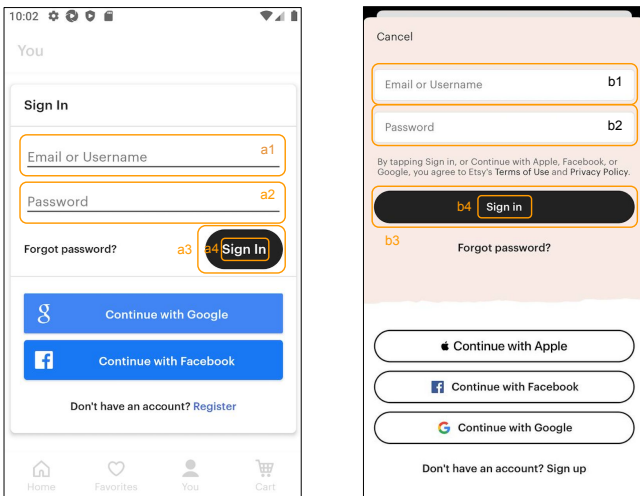 10:02
You
Sign In
Email or Username a1
Password a2
Forgot password? a3 a4 Sign In
Continue with Google
Continue with Facebook
Don't have an account? Register
Home Favorites You Cart
Cancel
Email or Username b1
Password b2
By tapping Sign in, or Continue with Apple, Facebook, or
Google, you agree to Etsy's Terms of Use and Privacy Policy.
b4 Sign in
b3
Forgot password?
Continue with Apple
Continue with Facebook
Continue with Google
Don't have an account? Sign up